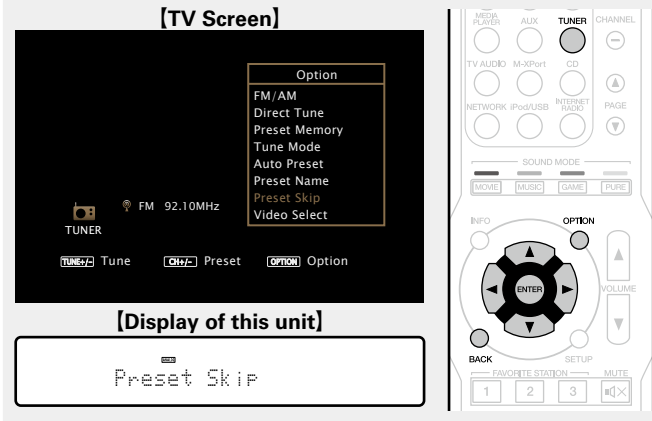 【TV Screen】
Option
FM/AM
Direct Tune
Preset Memory
Tune Mode
Auto Preset
Preset Name
Preset Skip
Video Select
FM 92.10MHz
TUNER
TUNE+/- Tune CH+/- Preset OPTION Option
【Display of this unit】
Preset Skip
MEDIA PLAYER AUX TUNER CHANNEL
TV AUDIO M-XPort CD
NETWORK iPod/USB INTERNET RADIO PAGE
SOUND MODE
MOVIE MUSIC GAME PURE
INFO OPTION
ENTER VOLUME
BACK SETUP
FAVORITE STATION MUTE
1 2 3